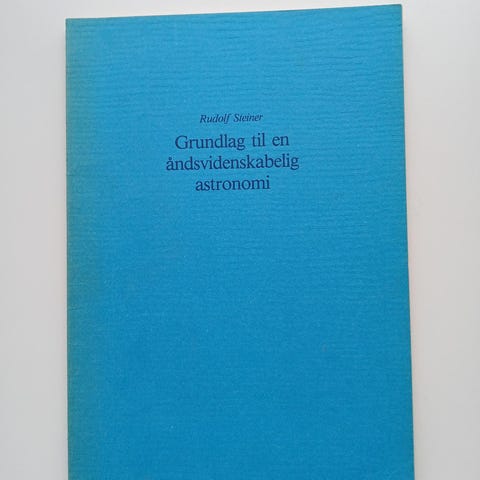 Rudolf Steiner
Grundlag til en
åndsvidenskabelig
astronomi